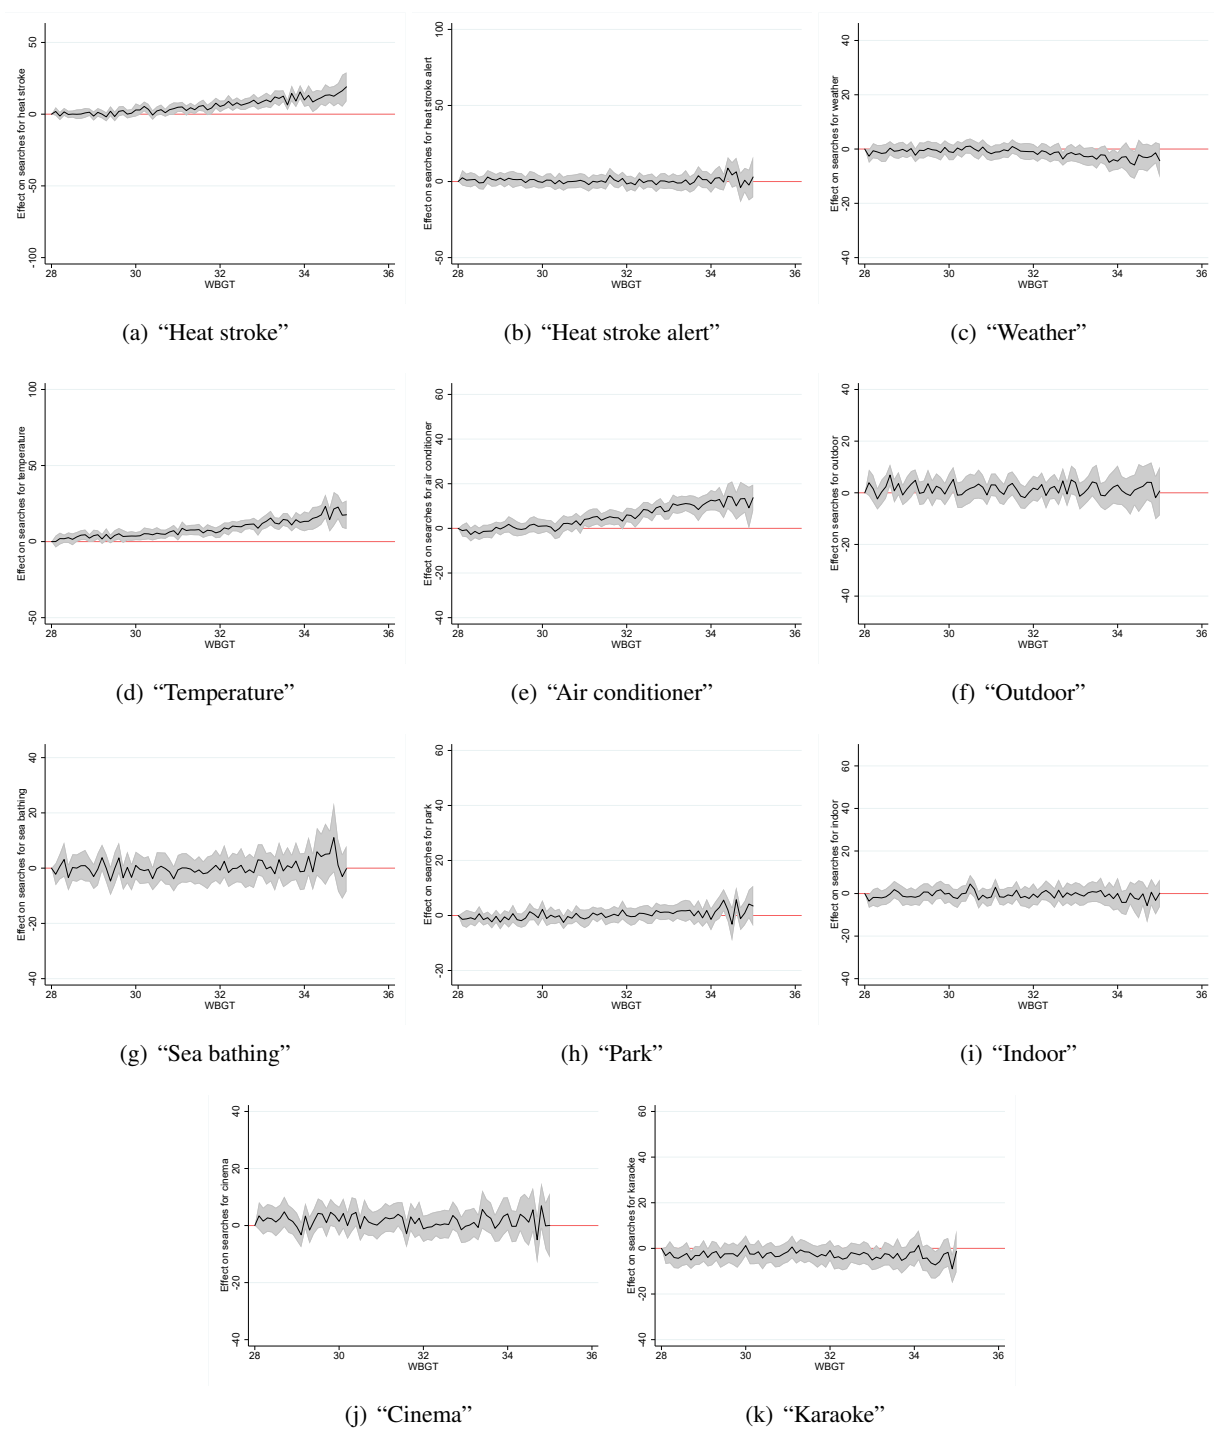 50
0
-50
-100
Effect on searches for heat stroke
28 30 32 34 36
WBGT
(a) “Heat stroke”
100
50
0
-50
Effect on searches for heat stroke alert
28 30 32 34 36
WBGT
(b) “Heat stroke alert”
40
20
0
-20
-40
Effect on searches for weather
28 30 32 34 36
WBGT
(c) “Weather”
100
50
0
-50
Effect on searches for temperature
28 30 32 34 36
WBGT
(d) “Temperature”
60
40
20
0
-20
-40
Effect on searches for air conditioner
28 30 32 34 36
WBGT
(e) “Air conditioner”
40
20
0
-20
-40
Effect on searches for outdoor
28 30 32 34 36
WBGT
(f) “Outdoor”
40
20
0
-20
-40
Effect on searches for sea bathing
28 30 32 34 36
WBGT
(g) “Sea bathing”
60
40
20
0
-20
Effect on searches for park
28 30 32 34 36
WBGT
(h) “Park”
60
40
20
0
-20
-40
Effect on searches for indoor
28 30 32 34 36
WBGT
(i) “Indoor”
40
20
0
-20
-40
Effect on searches for cinema
28 30 32 34 36
WBGT
(j) “Cinema”
60
40
20
0
-20
-40
Effect on searches for karaoke
28 30 32 34 36
WBGT
(k) “Karaoke”